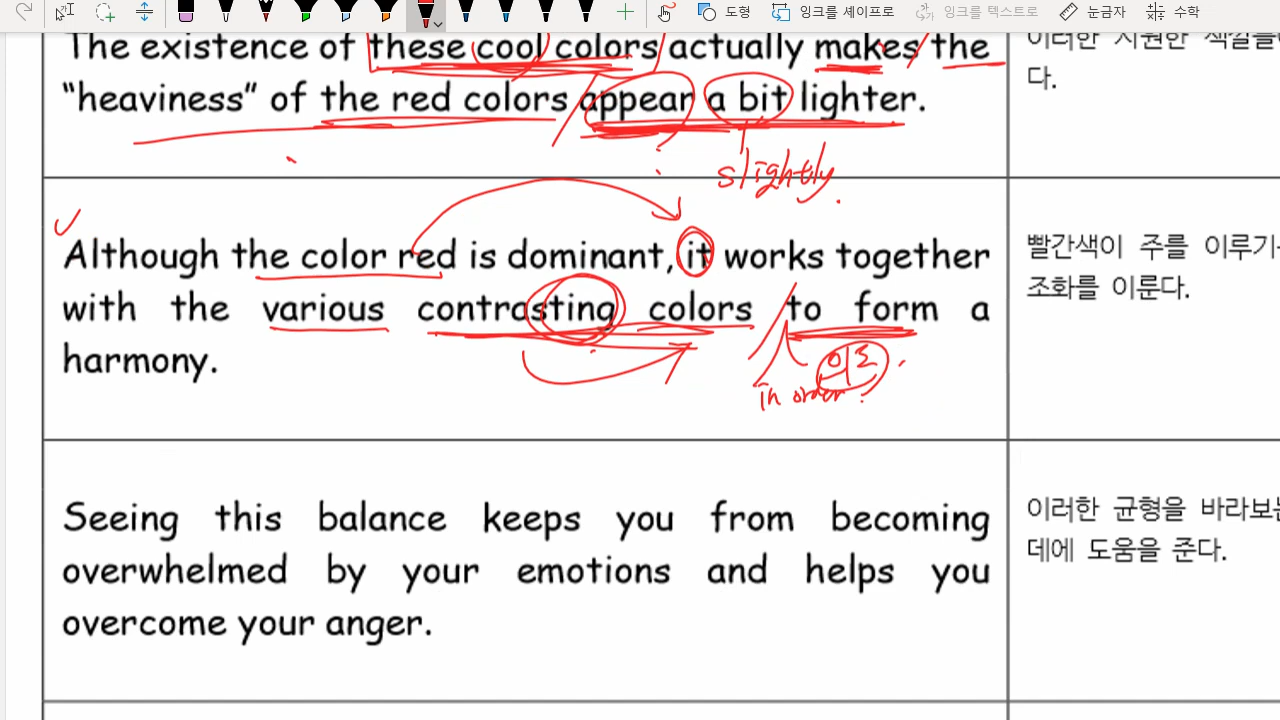 도형 잉크를 셰이프로 잉크를 텍스트로 눈금자 수학
The existence of these cool colors actually makes the
"heaviness" of the red colors appear a bit lighter.
이러한 시원한 색깔들
다.
slightly.
Although the color red is dominant, it works together
with the various contrasting colors to form a
harmony.
의도
in order
빨간색이 주를 이루기
조화를 이룬다.
Seeing this balance keeps you from becoming
overwhelmed by your emotions and helps you
overcome your anger.
이러한 균형을 바라보
데에 도움을 준다.